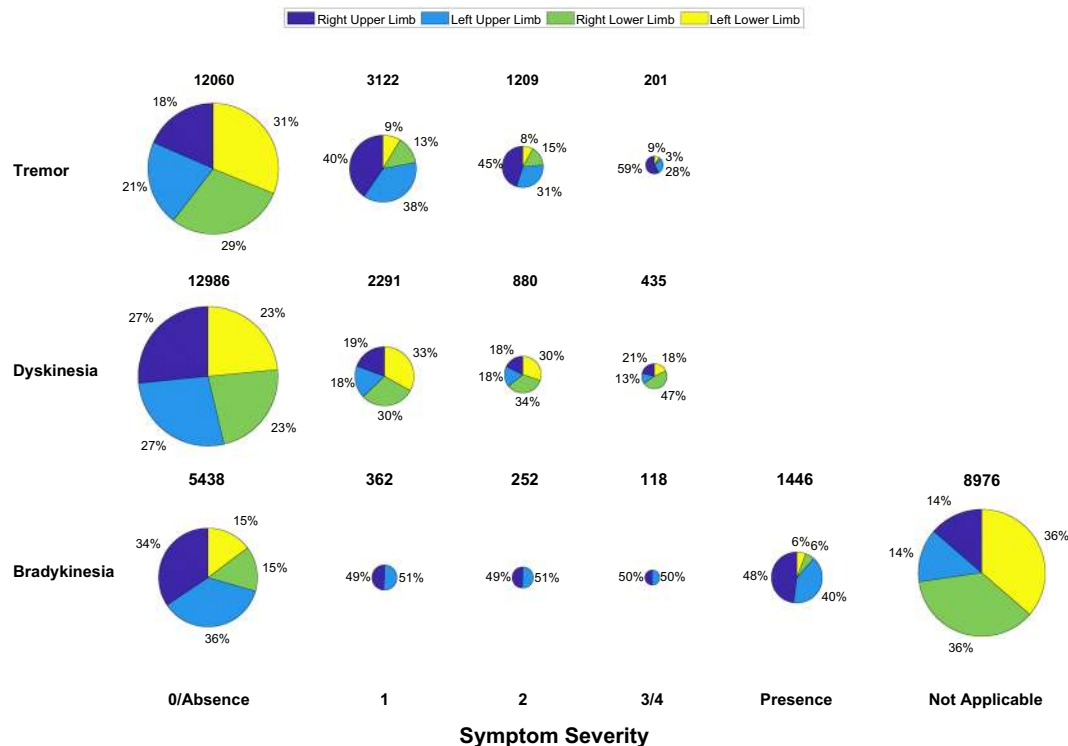 Right Upper Limb Left Upper Limb Right Lower Limb Left Lower Limb
12060 3122 1209 201
Tremor
18% 31% 21% 29%
40% 9% 13% 38%
45% 8% 15% 31%
59% 9% 3% 28%
12986 2291 880 435
Dyskinesia
27% 23% 27% 23%
19% 33% 18% 30%
18% 30% 18% 34%
21% 18% 13% 47%
5438 362 252 118 1446 8976
Bradykinesia
34% 15% 15% 36%
49% 51%
49% 51%
50% 50%
48% 6% 6% 40%
14% 36% 14% 36%
0/Absence 1 2 3/4 Presence Not Applicable
Symptom Severity